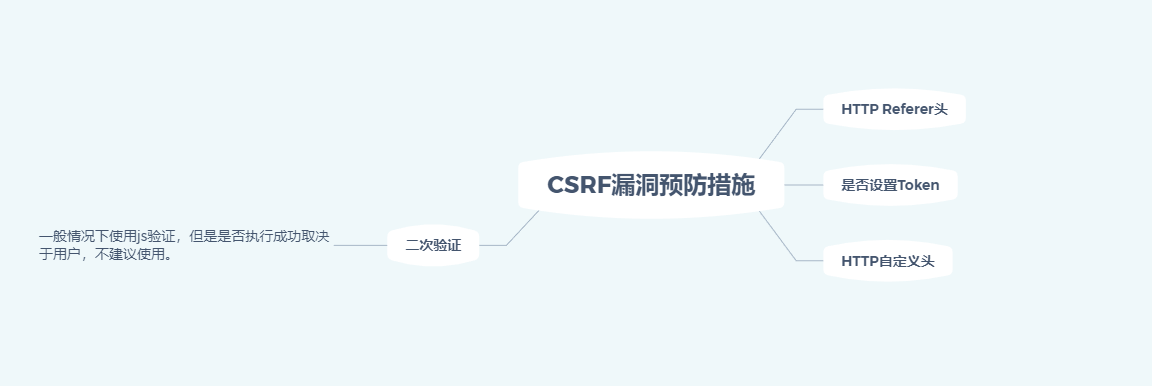 CSRF漏洞预防措施
HTTP Referer头
是否设置Token
HTTP自定义头
二次验证
一般情况下使用js验证，但是是否执行成功取决
于用户，不建议使用。